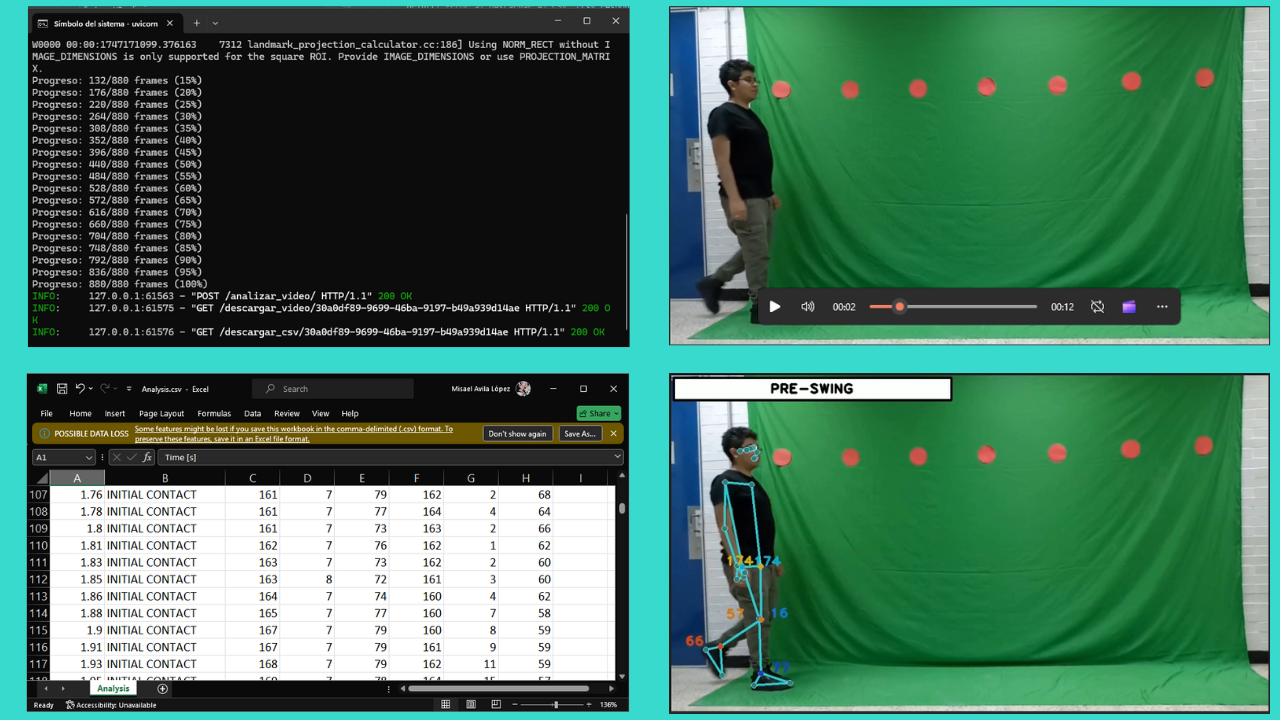 Símbolo del sistema - uvicorn
W0000 00:00:1747171099.376163    7312 landmark_projection_calculator.cc:186] Using NORM_RECT without I
MAGE_DIMENSIONS is only supported for the square ROI. Provide IMAGE_DIMENSIONS or use PROJECTION_MATRI
X.
Progreso: 132/880 frames (15%)
Progreso: 176/880 frames (20%)
Progreso: 220/880 frames (25%)
Progreso: 264/880 frames (30%)
Progreso: 308/880 frames (35%)
Progreso: 352/880 frames (40%)
Progreso: 396/880 frames (45%)
Progreso: 440/880 frames (50%)
Progreso: 484/880 frames (55%)
Progreso: 528/880 frames (60%)
Progreso: 572/880 frames (65%)
Progreso: 616/880 frames (70%)
Progreso: 660/880 frames (75%)
Progreso: 704/880 frames (80%)
Progreso: 748/880 frames (85%)
Progreso: 792/880 frames (90%)
Progreso: 836/880 frames (95%)
Progreso: 880/880 frames (100%)
INFO:     127.0.0.1:61563 - "POST /analizar_video/ HTTP/1.1" 200 OK
INFO:     127.0.0.1:61575 - "GET /descargar_video/30a0df89-9699-46ba-9197-b49a939d14ae HTTP/1.1" 200 O
K
INFO:     127.0.0.1:61576 - "GET /descargar_csv/30a0df89-9699-46ba-9197-b49a939d14ae HTTP/1.1" 200 OK
00:02
00:12
Analysis.csv - Excel
Search
Misael Avila López
File Home Insert Page Layout Formulas Data Review View Help
Share
POSSIBLE DATA LOSS Some features might be lost if you save this workbook in the comma-delimited (.csv) format. To
preserve these features, save it in an Excel file format.
Don't show again
Save As...
A1
fx
Time [s]
A B C D E F G H I
107 1.76 INITIAL CONTACT 161 7 79 162 2 68
108 1.78 INITIAL CONTACT 161 7 77 164 4 64
109 1.8 INITIAL CONTACT 161 7 73 163 2 66
110 1.81 INITIAL CONTACT 162 7 76 162 1 62
111 1.83 INITIAL CONTACT 163 7 73 162 2 60
112 1.85 INITIAL CONTACT 163 8 72 161 3 60
113 1.86 INITIAL CONTACT 164 7 74 160 4 62
114 1.88 INITIAL CONTACT 165 7 77 160 7 58
115 1.9 INITIAL CONTACT 167 7 79 160 8 59
116 1.91 INITIAL CONTACT 167 7 79 161 9 59
117 1.93 INITIAL CONTACT 168 7 79 162 11 59
Analysis
Ready
Accessibility: Unavailable
136%
PRE-SWING
174 174
57 16
66